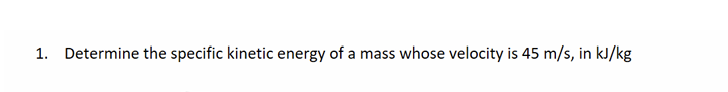 1. Determine the specific kinetic energy of a mass whose velocity is 45 m/s, in kJ/kg